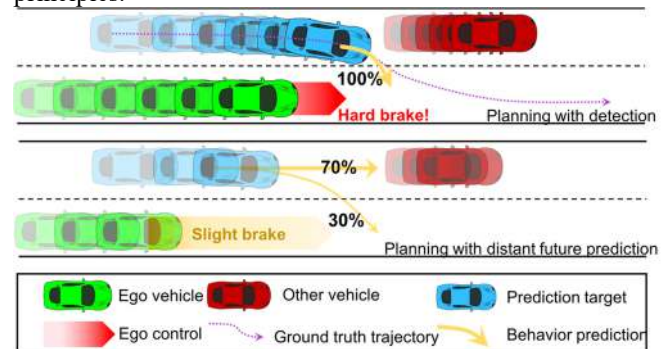 principles.
100%
Hard brake!
Planning with detection
70%
30%
Slight brake
Planning with distant future prediction
Ego vehicle Other vehicle Prediction target
Ego control Ground truth trajectory Behavior prediction